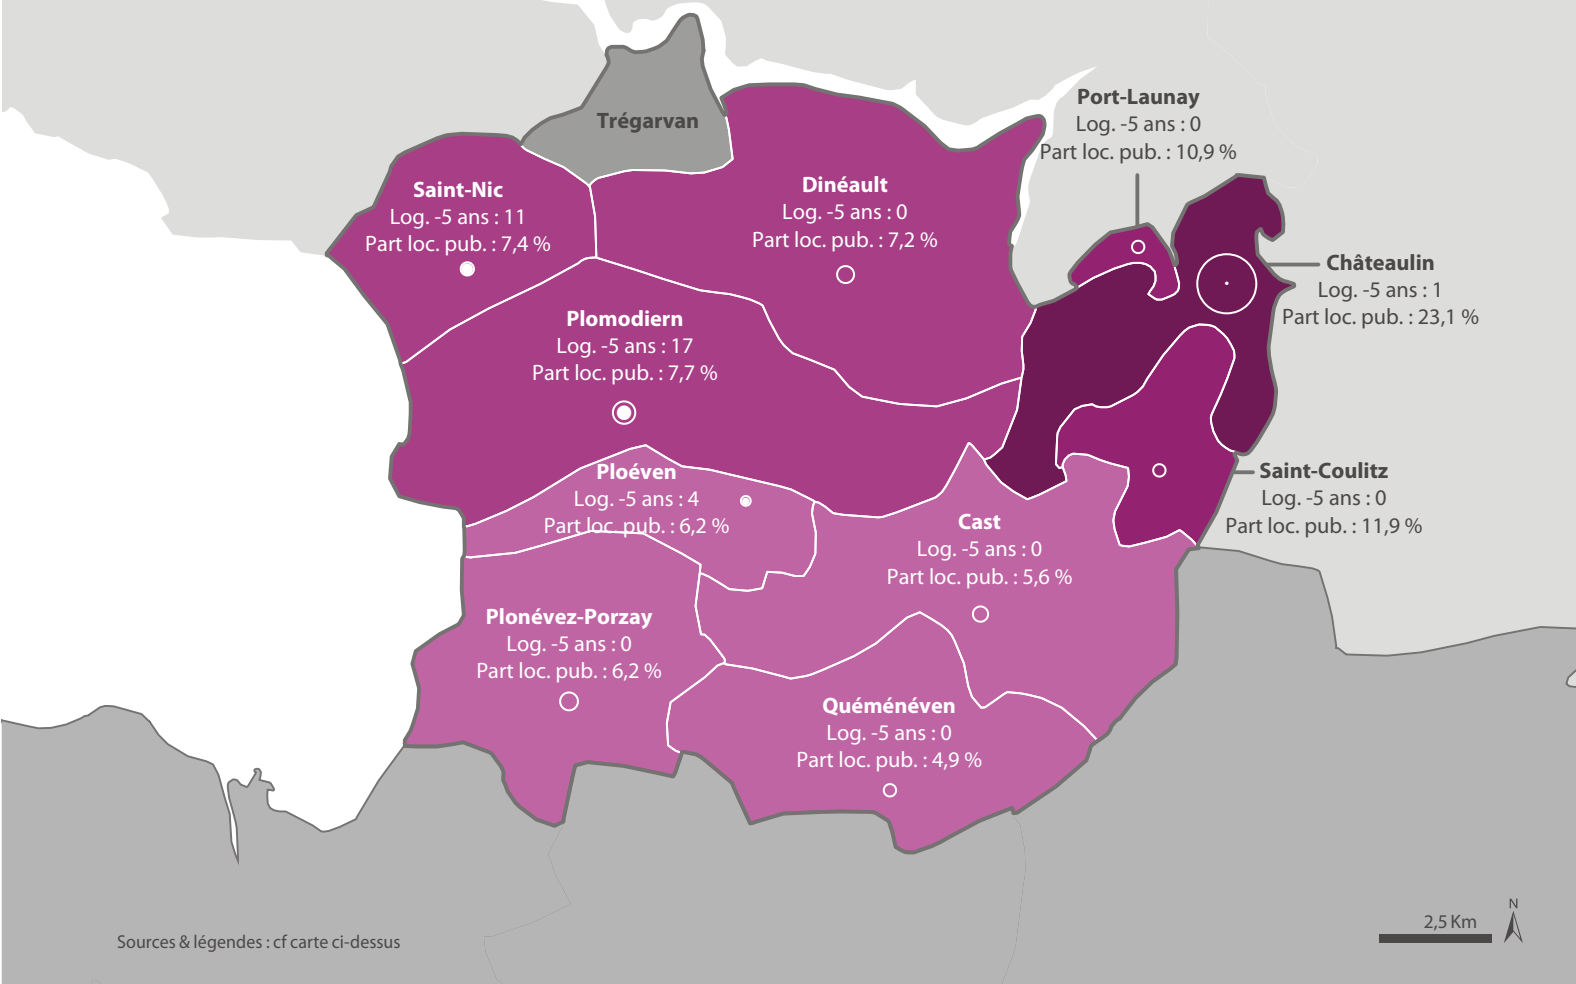 Trégarvan
Port-Launay
Log. -5 ans : 0
Part loc. pub. : 10,9 %
Saint-Nic
Log. -5 ans : 11
Part loc. pub. : 7,4 %
Dinéault
Log. -5 ans : 0
Part loc. pub. : 7,2 %
Châteaulin
Log. -5 ans : 1
Part loc. pub. : 23,1 %
Plomodiern
Log. -5 ans : 17
Part loc. pub. : 7,7 %
Ploéven
Log. -5 ans : 4
Part loc. pub. : 6,2 %
Saint-Coulitz
Log. -5 ans : 0
Part loc. pub. : 11,9 %
Cast
Log. -5 ans : 0
Part loc. pub. : 5,6 %
Plonévez-Porzay
Log. -5 ans : 0
Part loc. pub. : 6,2 %
Quéménéven
Log. -5 ans : 0
Part loc. pub. : 4,9 %
Sources & légendes : cf carte ci-dessus
2,5 Km
N